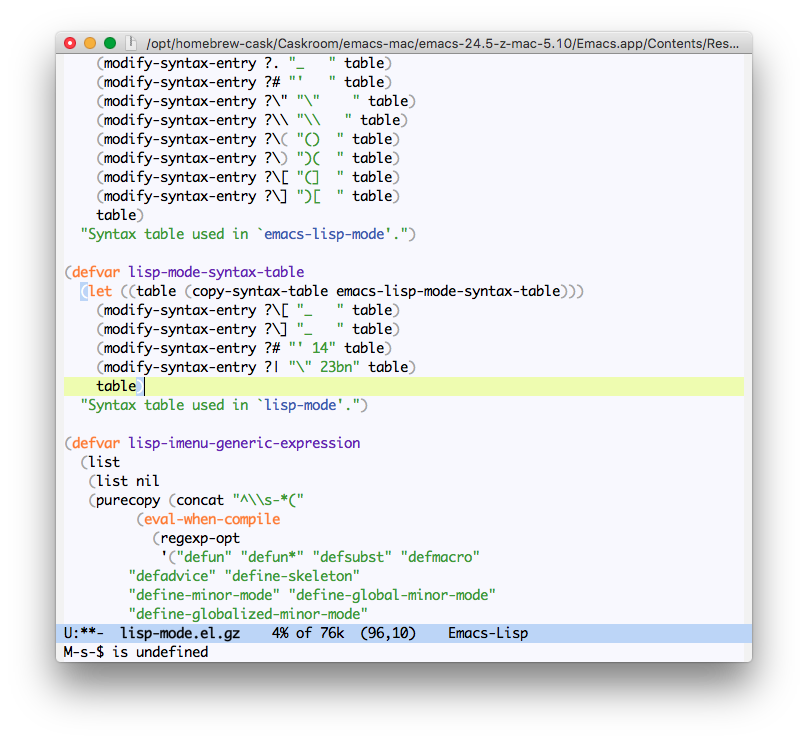 /opt/homebrew-cask/Caskroom/emacs-mac/emacs-24.5-z-mac-5.10/Emacs.app/Contents/Res...
    (modify-syntax-entry ?. "_   " table)
    (modify-syntax-entry ?# "'   " table)
    (modify-syntax-entry ?\" "\"    " table)
    (modify-syntax-entry ?\\ "\\   " table)
    (modify-syntax-entry ?\( "()  " table)
    (modify-syntax-entry ?\) ")(  " table)
    (modify-syntax-entry ?\[ "(]  " table)
    (modify-syntax-entry ?\] ")[  " table)
    table)
  "Syntax table used in `emacs-lisp-mode'.")

(defvar lisp-mode-syntax-table
  (let ((table (copy-syntax-table emacs-lisp-mode-syntax-table)))
    (modify-syntax-entry ?\[ "_   " table)
    (modify-syntax-entry ?\] "_   " table)
    (modify-syntax-entry ?# "' 14" table)
    (modify-syntax-entry ?| "\" 23bn" table)
    table)
  "Syntax table used in `lisp-mode'.")

(defvar lisp-imenu-generic-expression
  (list
   (list nil
   (purecopy (concat "^\\s-*("
         (eval-when-compile
           (regexp-opt
            '("defun" "defun*" "defsubst" "defmacro"
        "defadvice" "define-skeleton"
        "define-minor-mode" "define-global-minor-mode"
        "define-globalized-minor-mode"
U:**-  lisp-mode.el.gz    4% of 76k  (96,10)    Emacs-Lisp
M-s-$ is undefined